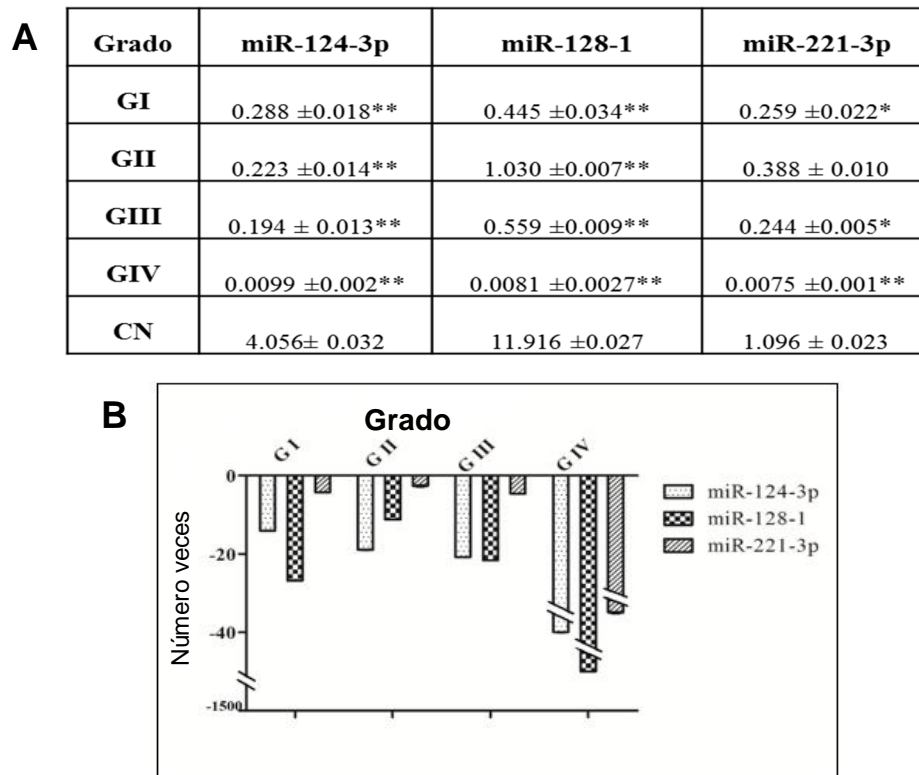 A
Grado miR-124-3p miR-128-1 miR-221-3p
GI 0.288 ±0.018** 0.445 ±0.034** 0.259 ±0.022*
GII 0.223 ±0.014** 1.030 ±0.007** 0.388 ± 0.010
GIII 0.194 ± 0.013** 0.559 ±0.009** 0.244 ±0.005*
GIV 0.0099 ±0.002** 0.0081 ±0.0027** 0.0075 ±0.001**
CN 4.056± 0.032 11.916 ±0.027 1.096 ± 0.023
B
Grado
G I G II G III G IV
Número veces
0
-20
-40
-1500
miR-124-3p
miR-128-1
miR-221-3p